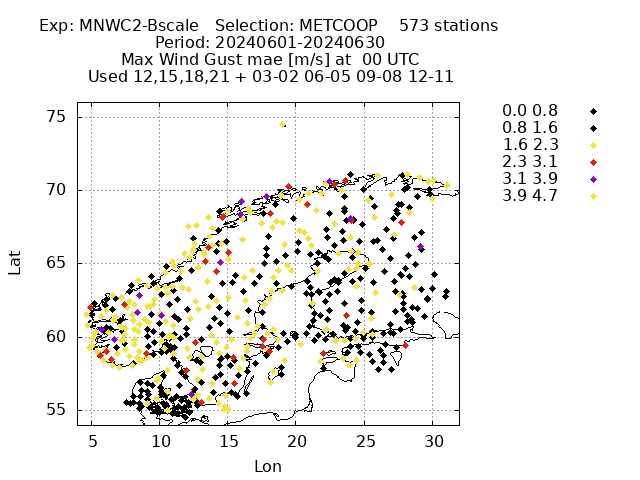 Exp: MNWC2-Bscale Selection: METCOOP 573 stations
Period: 20240601-20240630
Max Wind Gust mae [m/s] at 00 UTC
Used 12,15,18,21 + 03-02 06-05 09-08 12-11
0.0 0.8
0.8 1.6
1.6 2.3
2.3 3.1
3.1 3.9
3.9 4.7
75
70
65
60
55
Lat
5 10 15 20 25 30
Lon